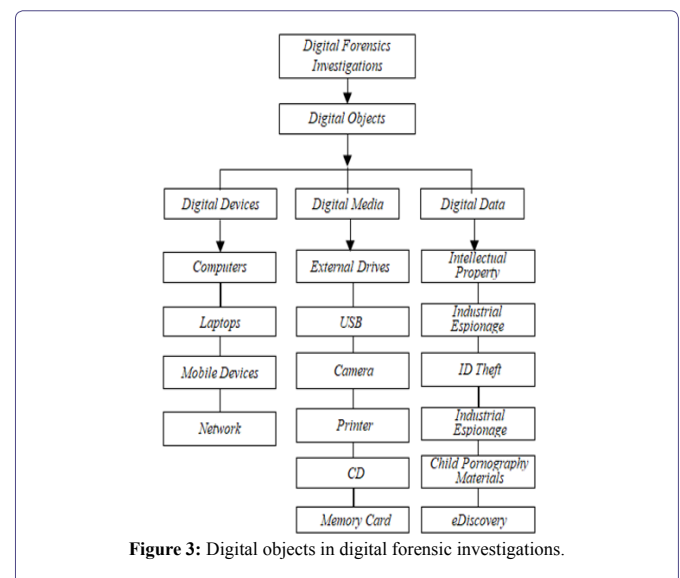 Digital Forensics
Investigations
Digital Objects
Digital Devices
Digital Media
Digital Data
Computers
External Drives
Intellectual
Property
Laptops
USB
Industrial
Espionage
Mobile Devices
Camera
ID Theft
Network
Printer
Industrial
Espionage
CD
Child Pornography
Materials
Memory Card
eDiscovery
Figure 3: Digital objects in digital forensic investigations.